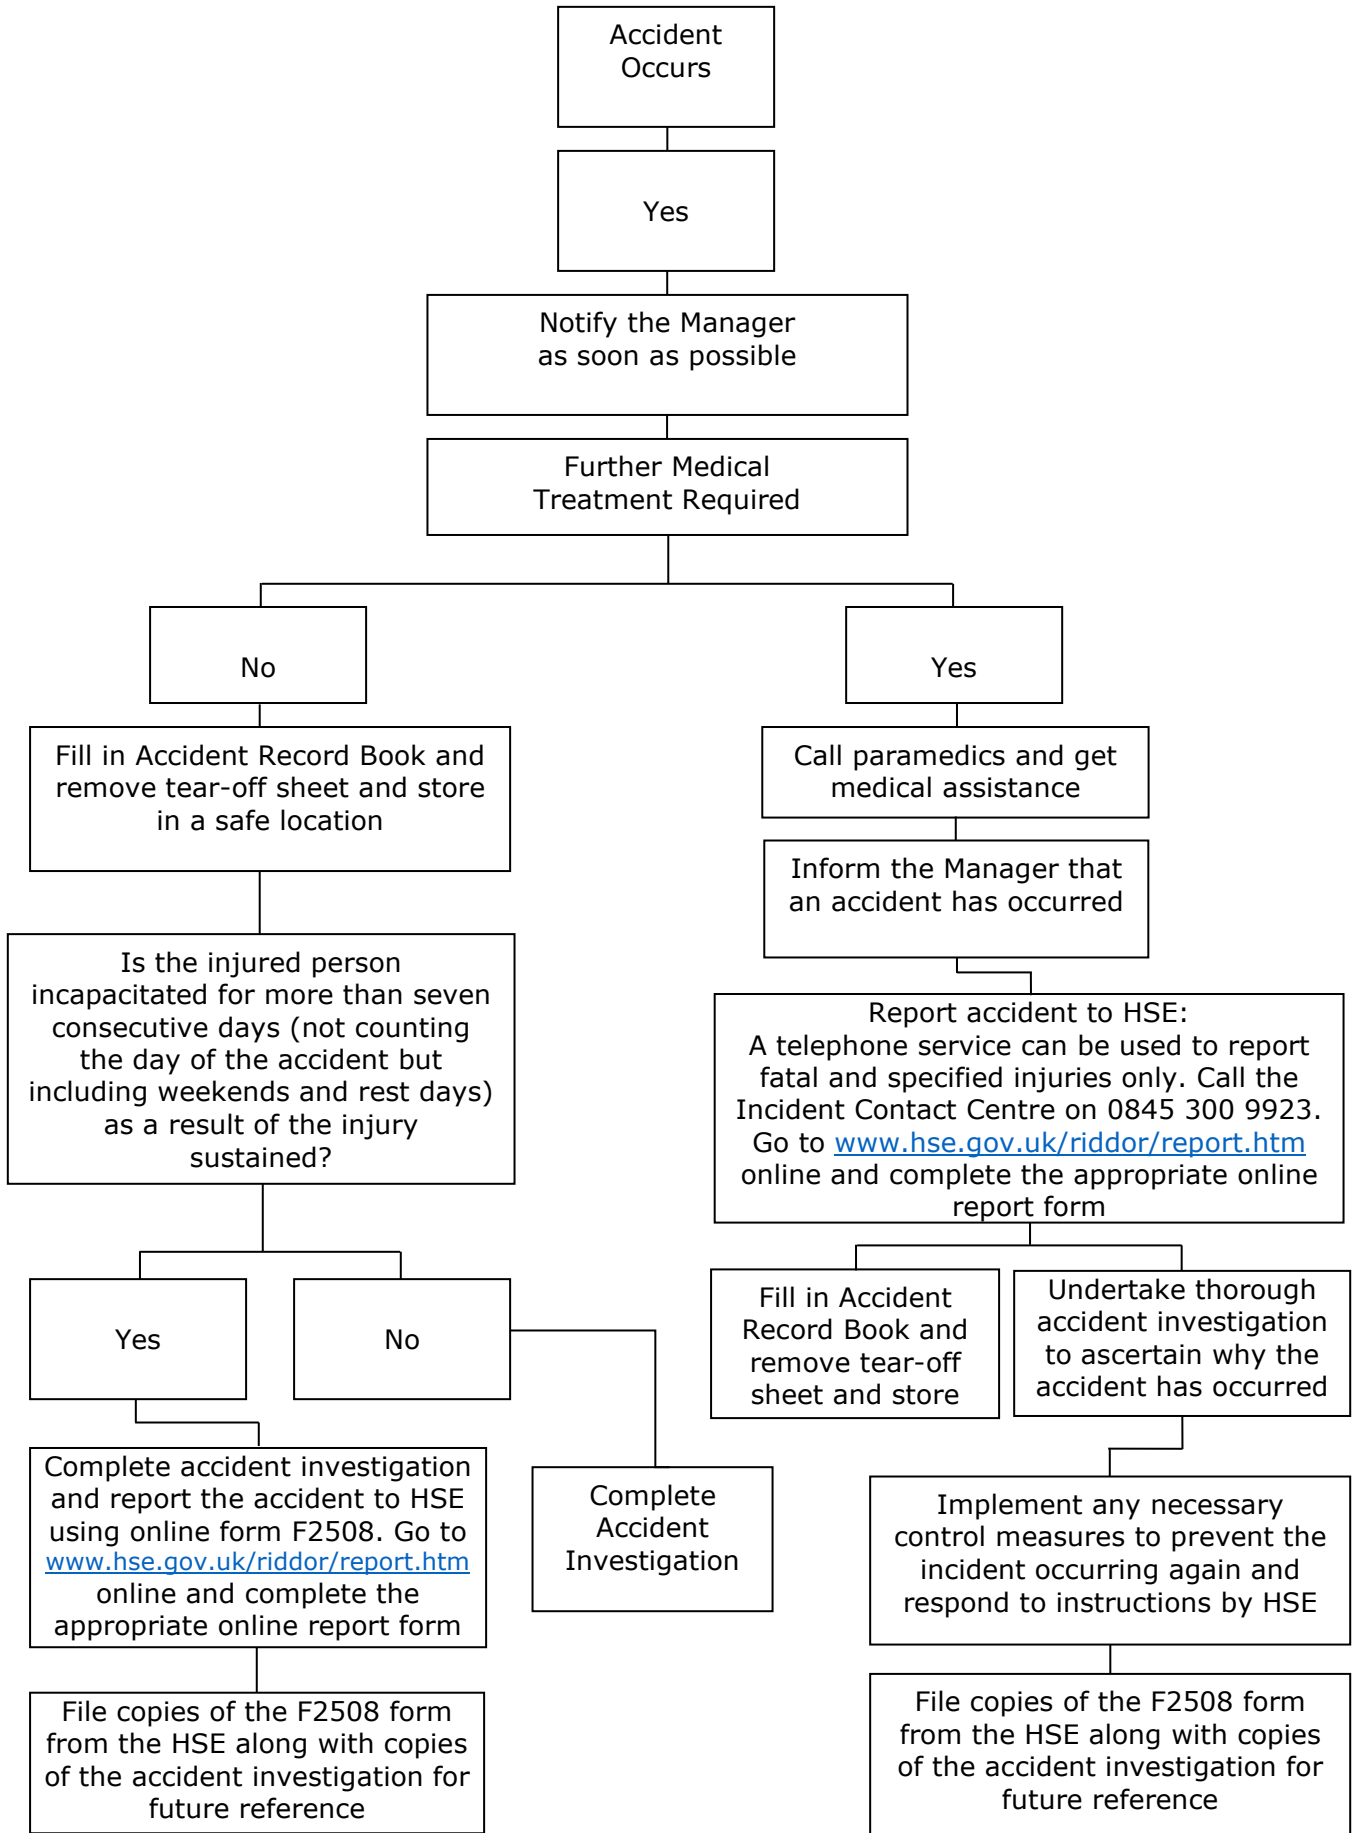 Accident
Occurs
Yes
Notify the Manager
as soon as possible
Further Medical
Treatment Required
No
Fill in Accident Record Book and
remove tear-off sheet and store
in a safe location
Is the injured person
incapacitated for more than seven
consecutive days (not counting
the day of the accident but
including weekends and rest days)
as a result of the injury
sustained?
Yes
No
Complete accident investigation
and report the accident to HSE
using online form F2508. Go to
www.hse.gov.uk/riddor/report.htm
online and complete the
appropriate online report form
File copies of the F2508 form
from the HSE along with copies
of the accident investigation for
future reference
Complete
Accident
Investigation
Yes
Call paramedics and get
medical assistance
Inform the Manager that
an accident has occurred
Report accident to HSE:
A telephone service can be used to report
fatal and specified injuries only. Call the
Incident Contact Centre on 0845 300 9923.
Go to www.hse.gov.uk/riddor/report.htm
online and complete the appropriate online
report form
Fill in Accident
Record Book and
remove tear-off
sheet and store
Undertake thorough
accident investigation
to ascertain why the
accident has occurred
Implement any necessary
control measures to prevent the
incident occurring again and
respond to instructions by HSE
File copies of the F2508 form
from the HSE along with copies
of the accident investigation for
future reference